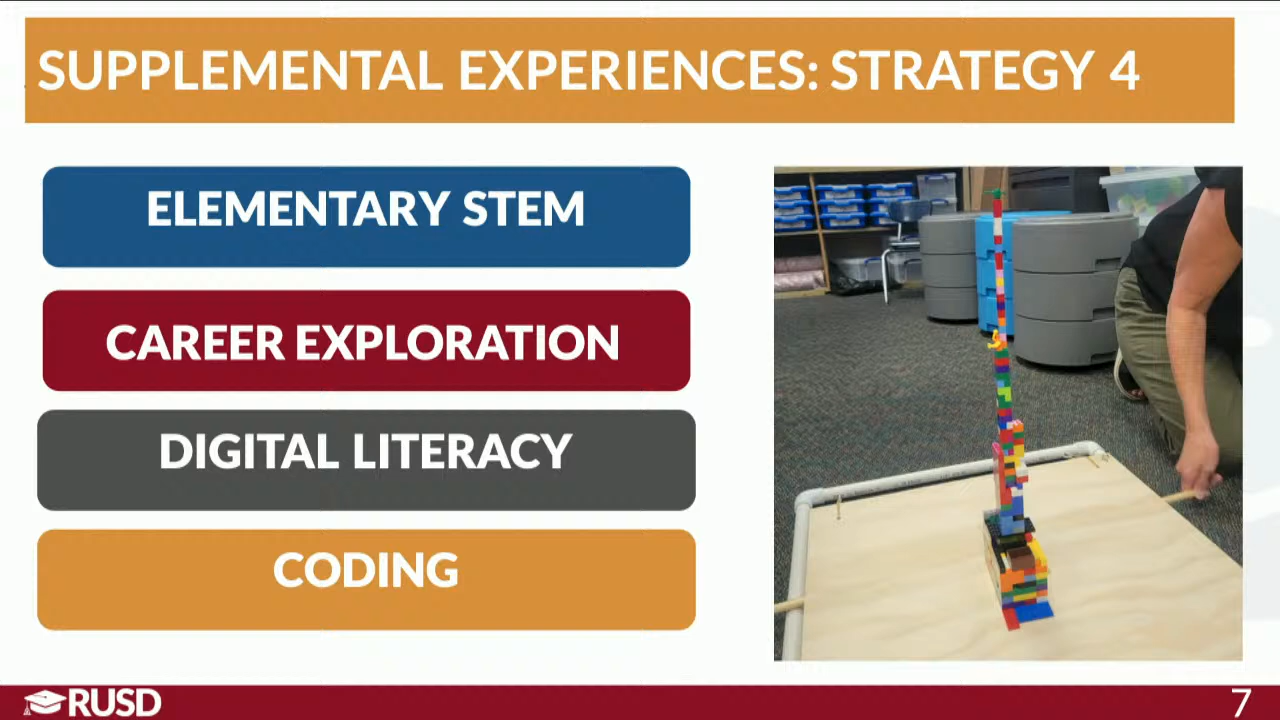 SUPPLEMENTAL EXPERIENCES: STRATEGY 4
ELEMENTARY STEM
CAREER EXPLORATION
DIGITAL LITERACY
CODING
RUSD
7